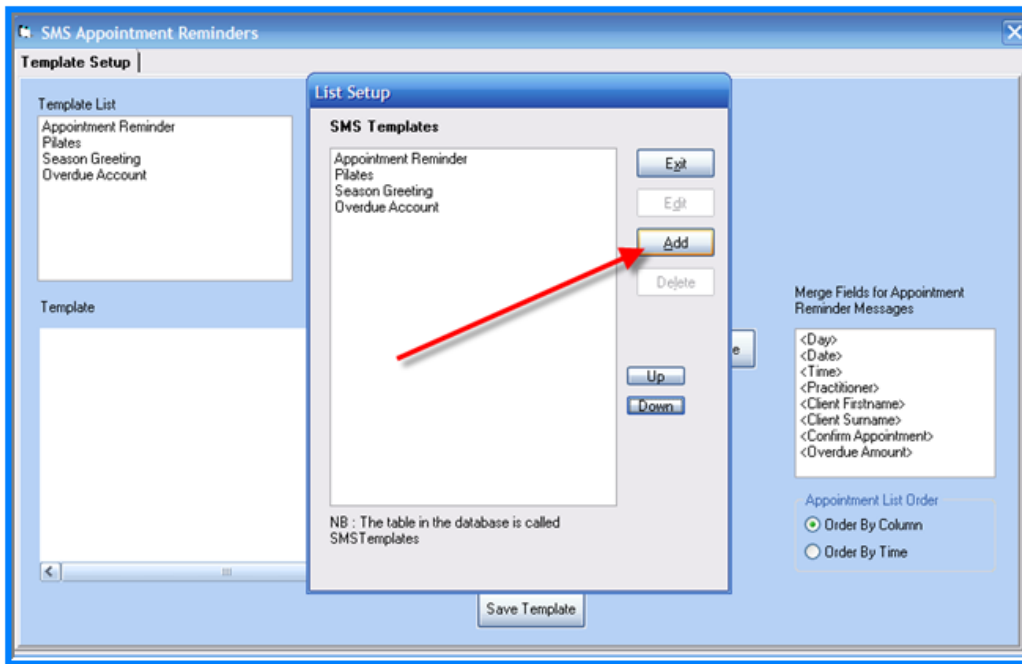 SMS Appointment Reminders
Template Setup
Template List
Appointment Reminder
Pilates
Season Greeting
Overdue Account
Template
List Setup
SMS Templates
Appointment Reminder
Pilates
Season Greeting
Overdue Account
Exit
Edit
Add
Delete
Up
Down
NB : The table in the database is called
SMSTemplates
e
Merge Fields for Appointment
Reminder Messages
<Day>
<Date>
<Time>
<Practitioner>
<Client Firstname>
<Client Surname>
<Confirm Appointment>
<Overdue Amount>
Appointment List Order
Order By Column
Order By Time
Save Template